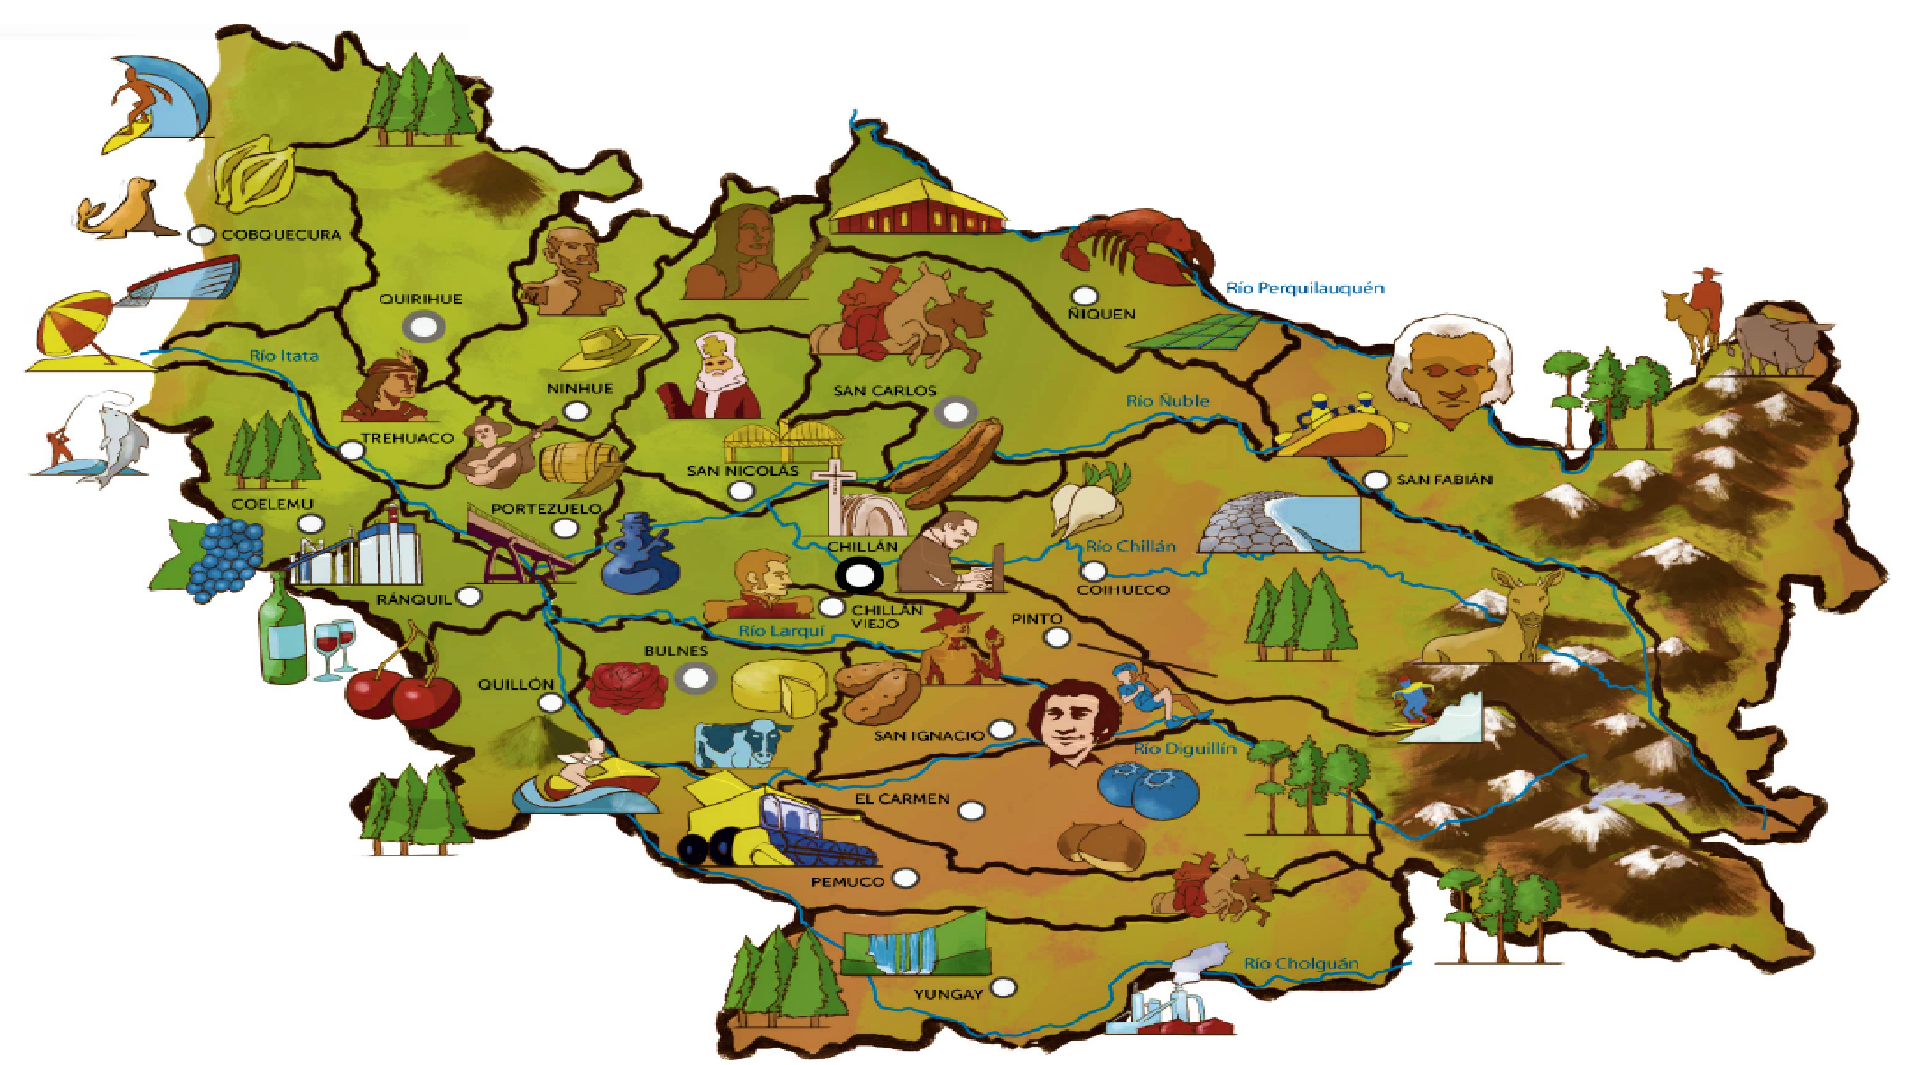 COBQUECURA
Río Perquilauquén
QUIRIHUE
ÑIQUEN
Río Itata
NINHUE
SAN CARLOS
Río Ñuble
TREHUACO
SAN NICOLÁS
SAN FABIÁN
COELEMU
PORTEZUELO
CHILLÁN
Río Chillán
COIHUECO
RÁNQUIL
CHILLÁN
VIEJO
PINTO
Río Larquí
BULNES
QUILLÓN
SAN IGNACIO
Río Diguillín
EL CARMEN
PEMUCO
Río Cholguán
YUNGAY